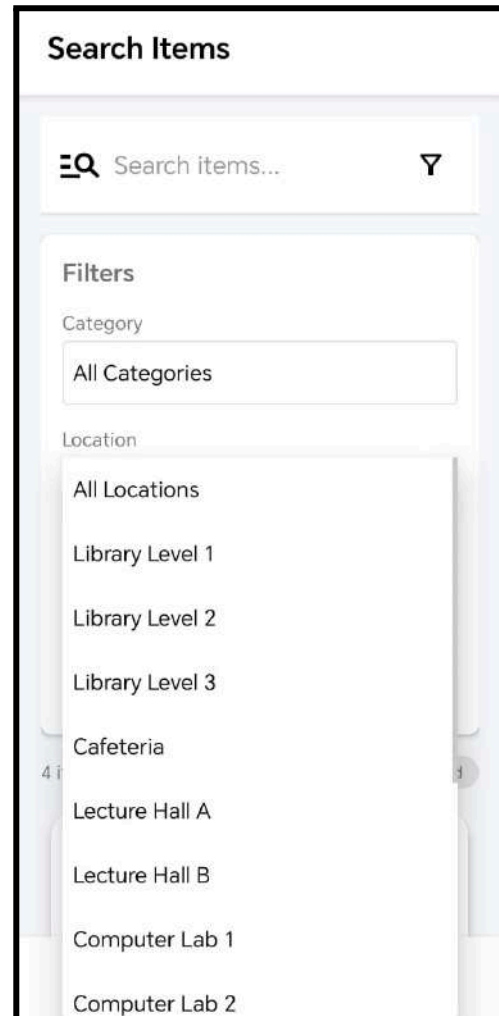 Search Items
Search items...
Filters
Category
All Categories
Location
All Locations
Library Level 1
Library Level 2
Library Level 3
Cafeteria
4 i
Lecture Hall A
Lecture Hall B
Computer Lab 1
Computer Lab 2